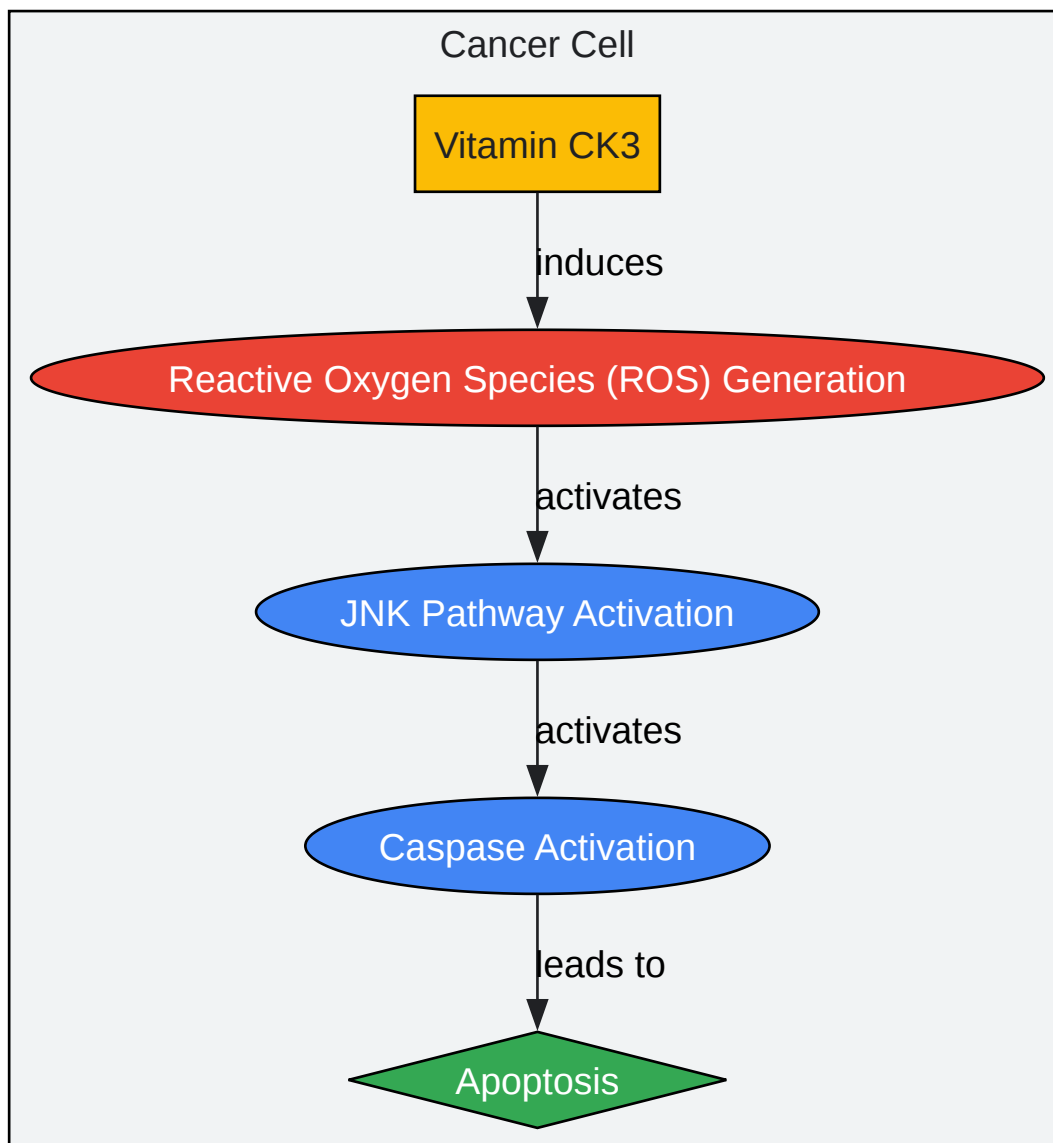 Cancer Cell
Vitamin CK3
induces
Reactive Oxygen Species (ROS) Generation
activates
JNK Pathway Activation
activates
Caspase Activation
leads to
Apoptosis